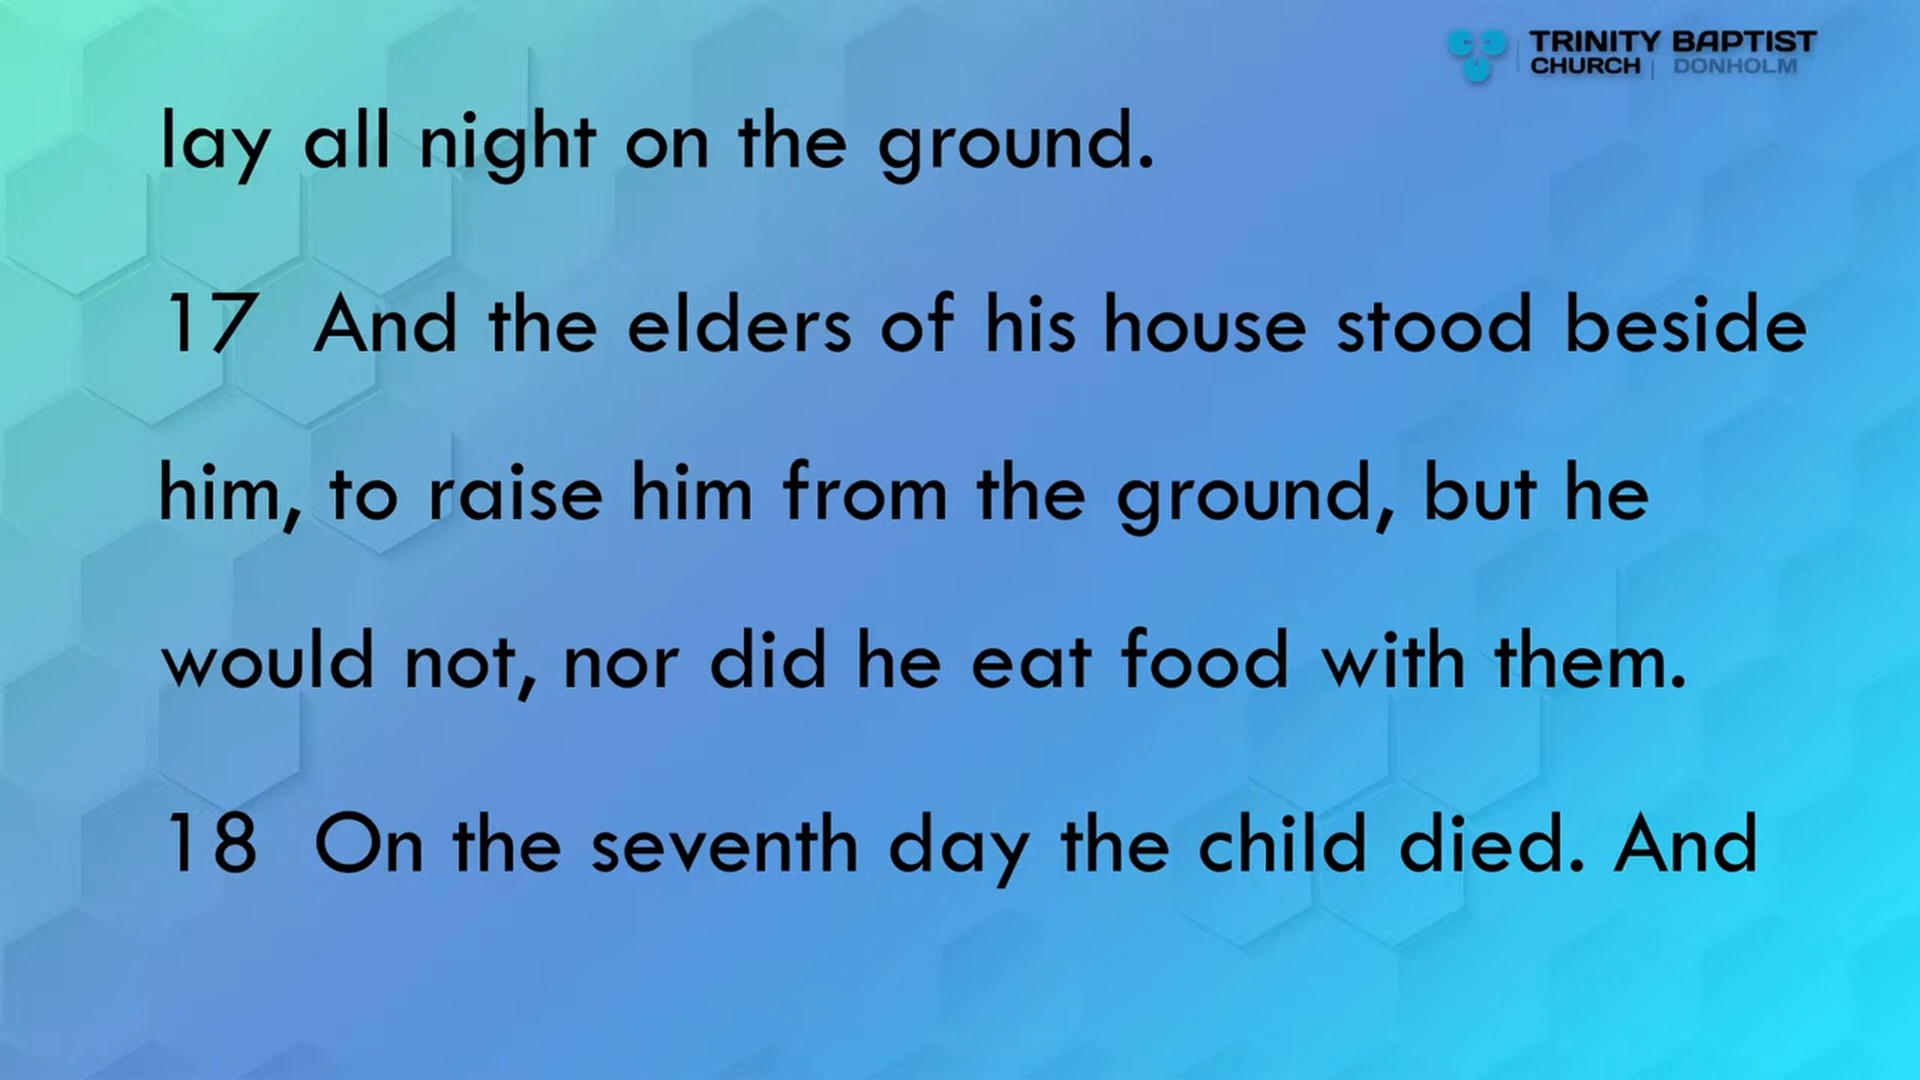 TRINITY BAPTIST
CHURCH | DONHOLM
lay all night on the ground.
17 And the elders of his house stood beside
him, to raise him from the ground, but he
would not, nor did he eat food with them.
18 On the seventh day the child died. And